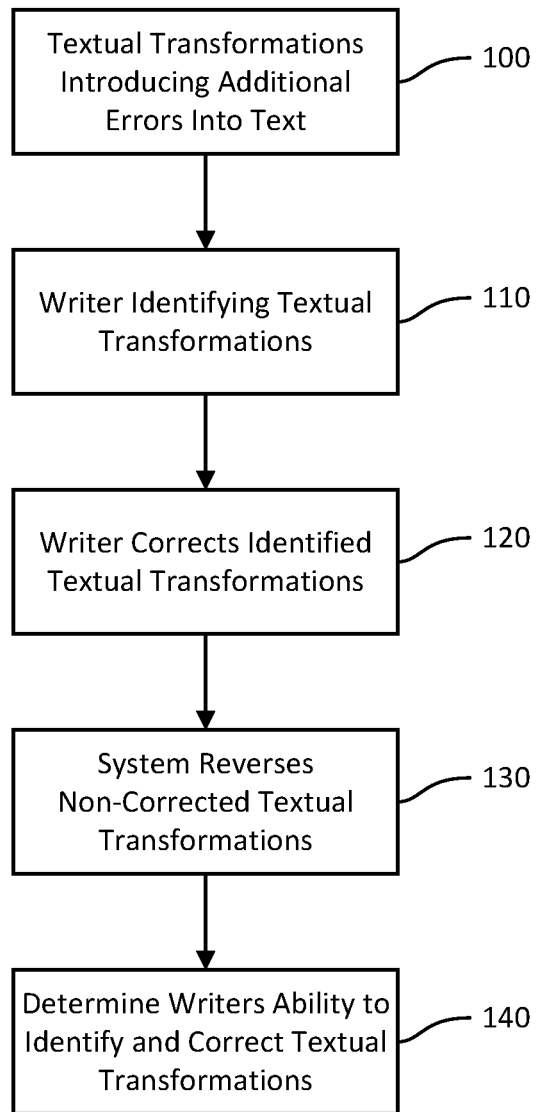 Textual Transformations
Introducing Additional
Errors Into Text
100
Writer Identifying Textual
Transformations
110
Writer Corrects Identified
Textual Transformations
120
System Reverses
Non-Corrected Textual
Transformations
130
Determine Writers Ability to
Identify and Correct Textual
Transformations
140